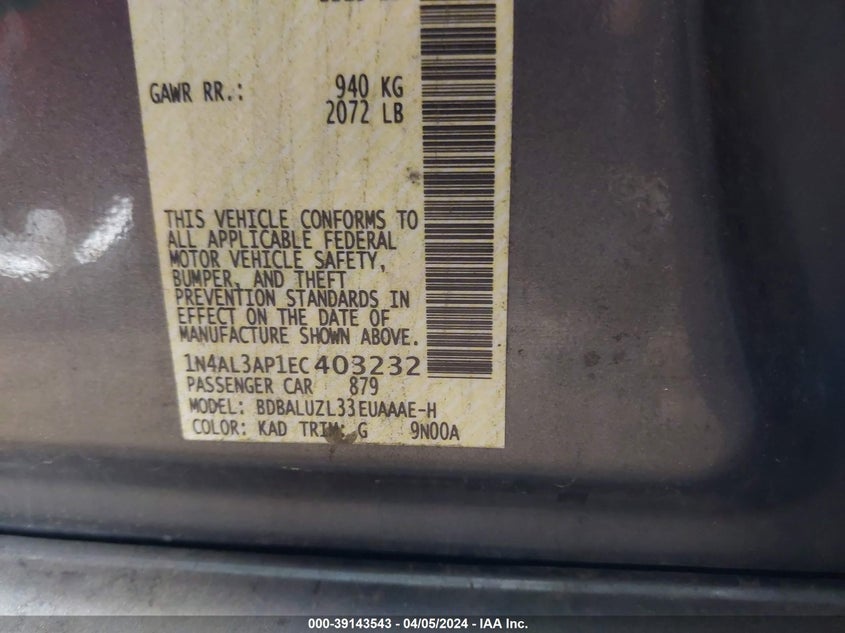 GAWR RR.: 940 KG
2072 LB
THIS VEHICLE CONFORMS TO
ALL APPLICABLE FEDERAL
MOTOR VEHICLE SAFETY,
BUMPER, AND THEFT
PREVENTION STANDARDS IN
EFFECT ON THE DATE OF
MANUFACTURE SHOWN ABOVE.
1N4AL3AP1EC403232
PASSENGER CAR 879
MODEL: BDBALUZL33EUAAAE-H
COLOR: KAD TRIM: G 9N00A
000-39143543 - 04/05/2024 - IAA Inc.